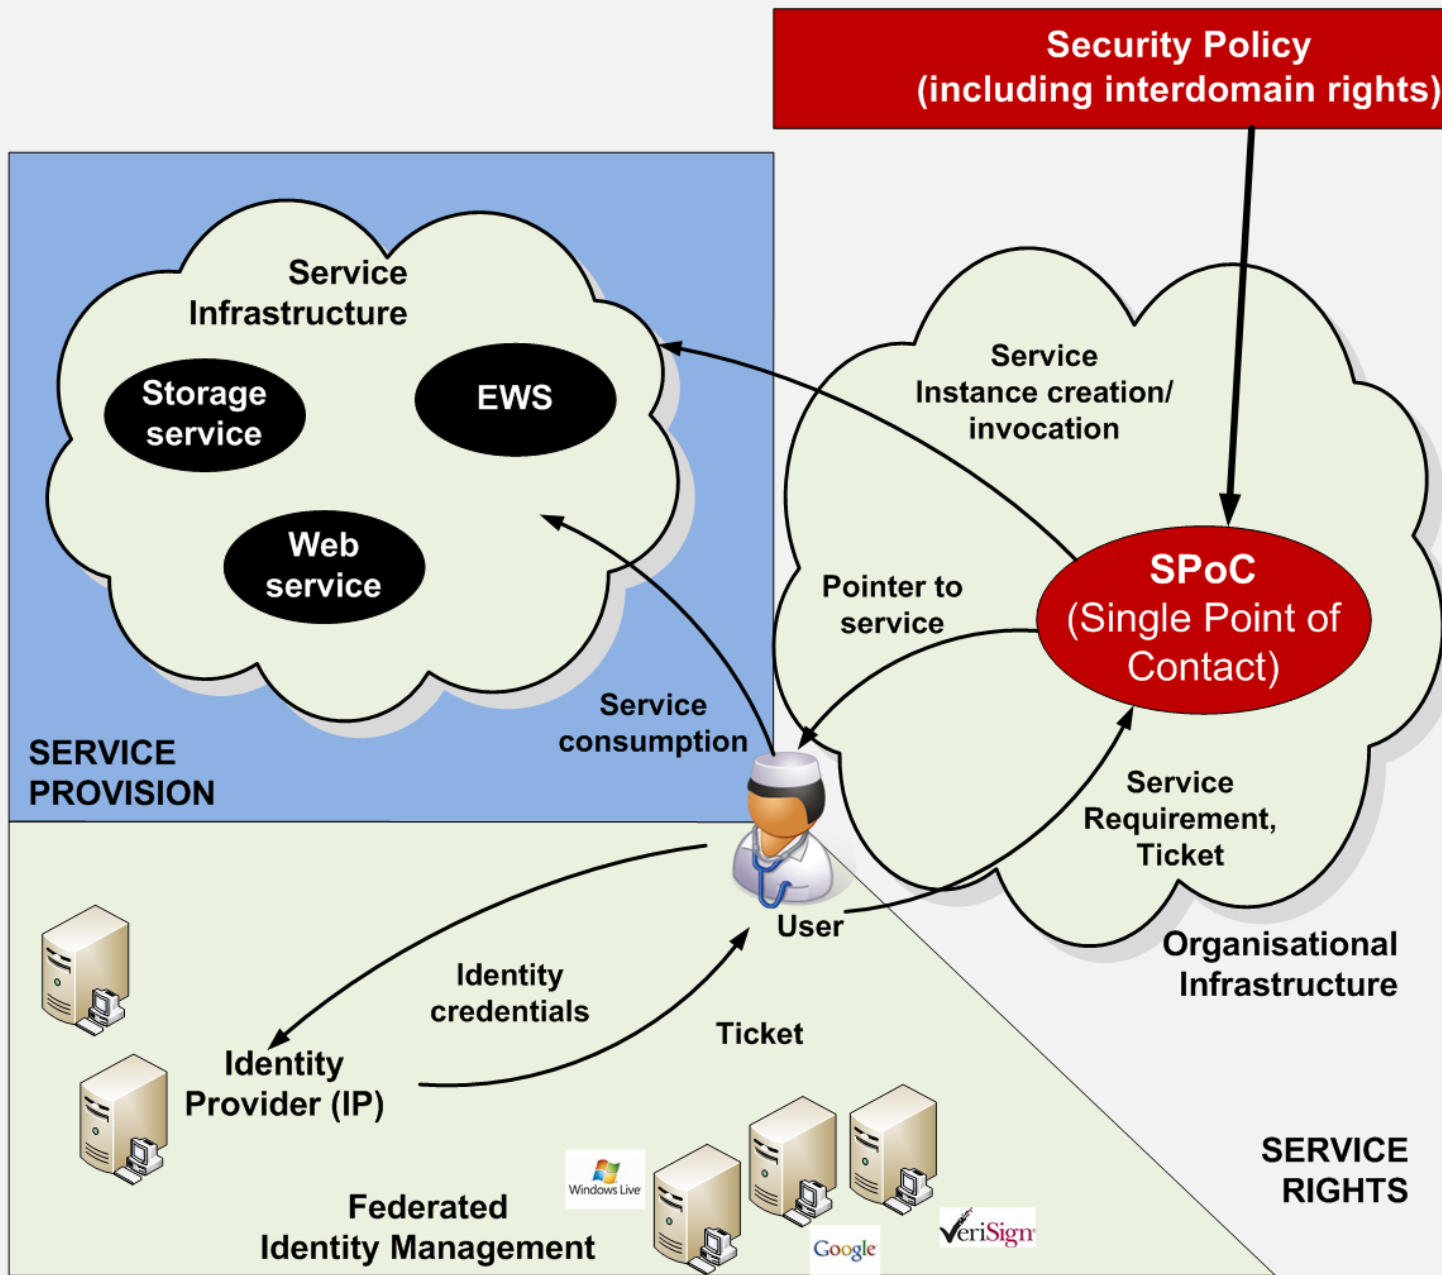 Security Policy
(including interdomain rights)
Service
Infrastructure
Storage
service
EWS
Web
service
SERVICE
PROVISION
Service
Instance creation/
invocation
Pointer to
service
SPoC
(Single Point of
Contact)
Service
consumption
Service
Requirement,
Ticket
User
Organisational
Infrastructure
Identity
credentials
Ticket
Identity
Provider (IP)
Federated
Identity Management
Windows Live
Google
VeriSign
SERVICE
RIGHTS